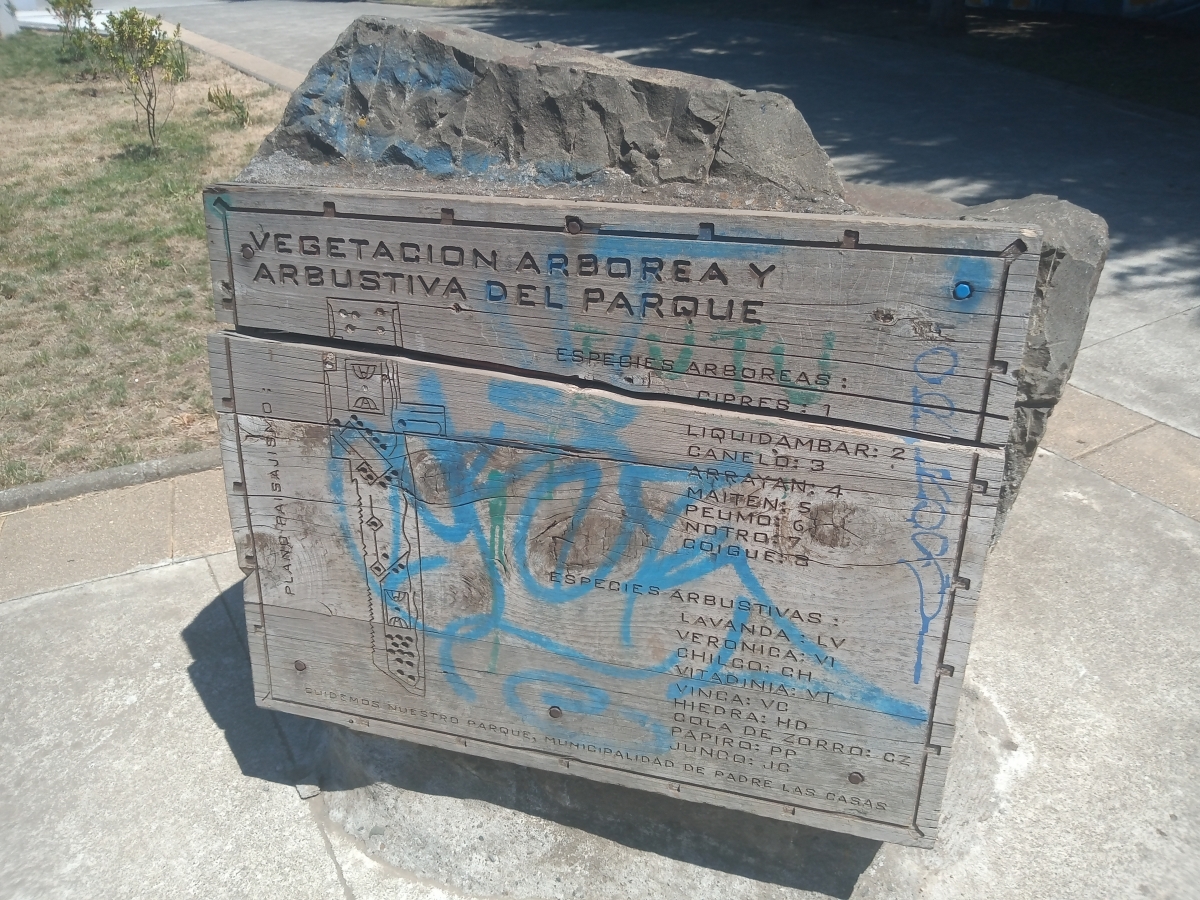 VEGETACION ARBOREA Y
ARBUSTIVA DEL PARQUE
ESPECIES ARBOREAS :
CIPRES : 1
LIQUIDAMBAR: 2
CANELO: 3
ARRAYAN: 4
MAITEN: 5
PEUMO: 6
NOTRO: 7
COIGUE: 8
ESPECIES ARBUSTIVAS :
LAVANDA : LV
VERONICA: VI
CHILCO: CH
VITADINIA: VT
VINCA: VC
HIEDRA: HD
COLA DE ZORRO: CZ
PAPIRO: PP
JUNCO: JC
PLANO PAISAJISMO :
CUIDEMOS NUESTRO PARQUE, MUNICIPALIDAD DE PADRE LAS CASAS